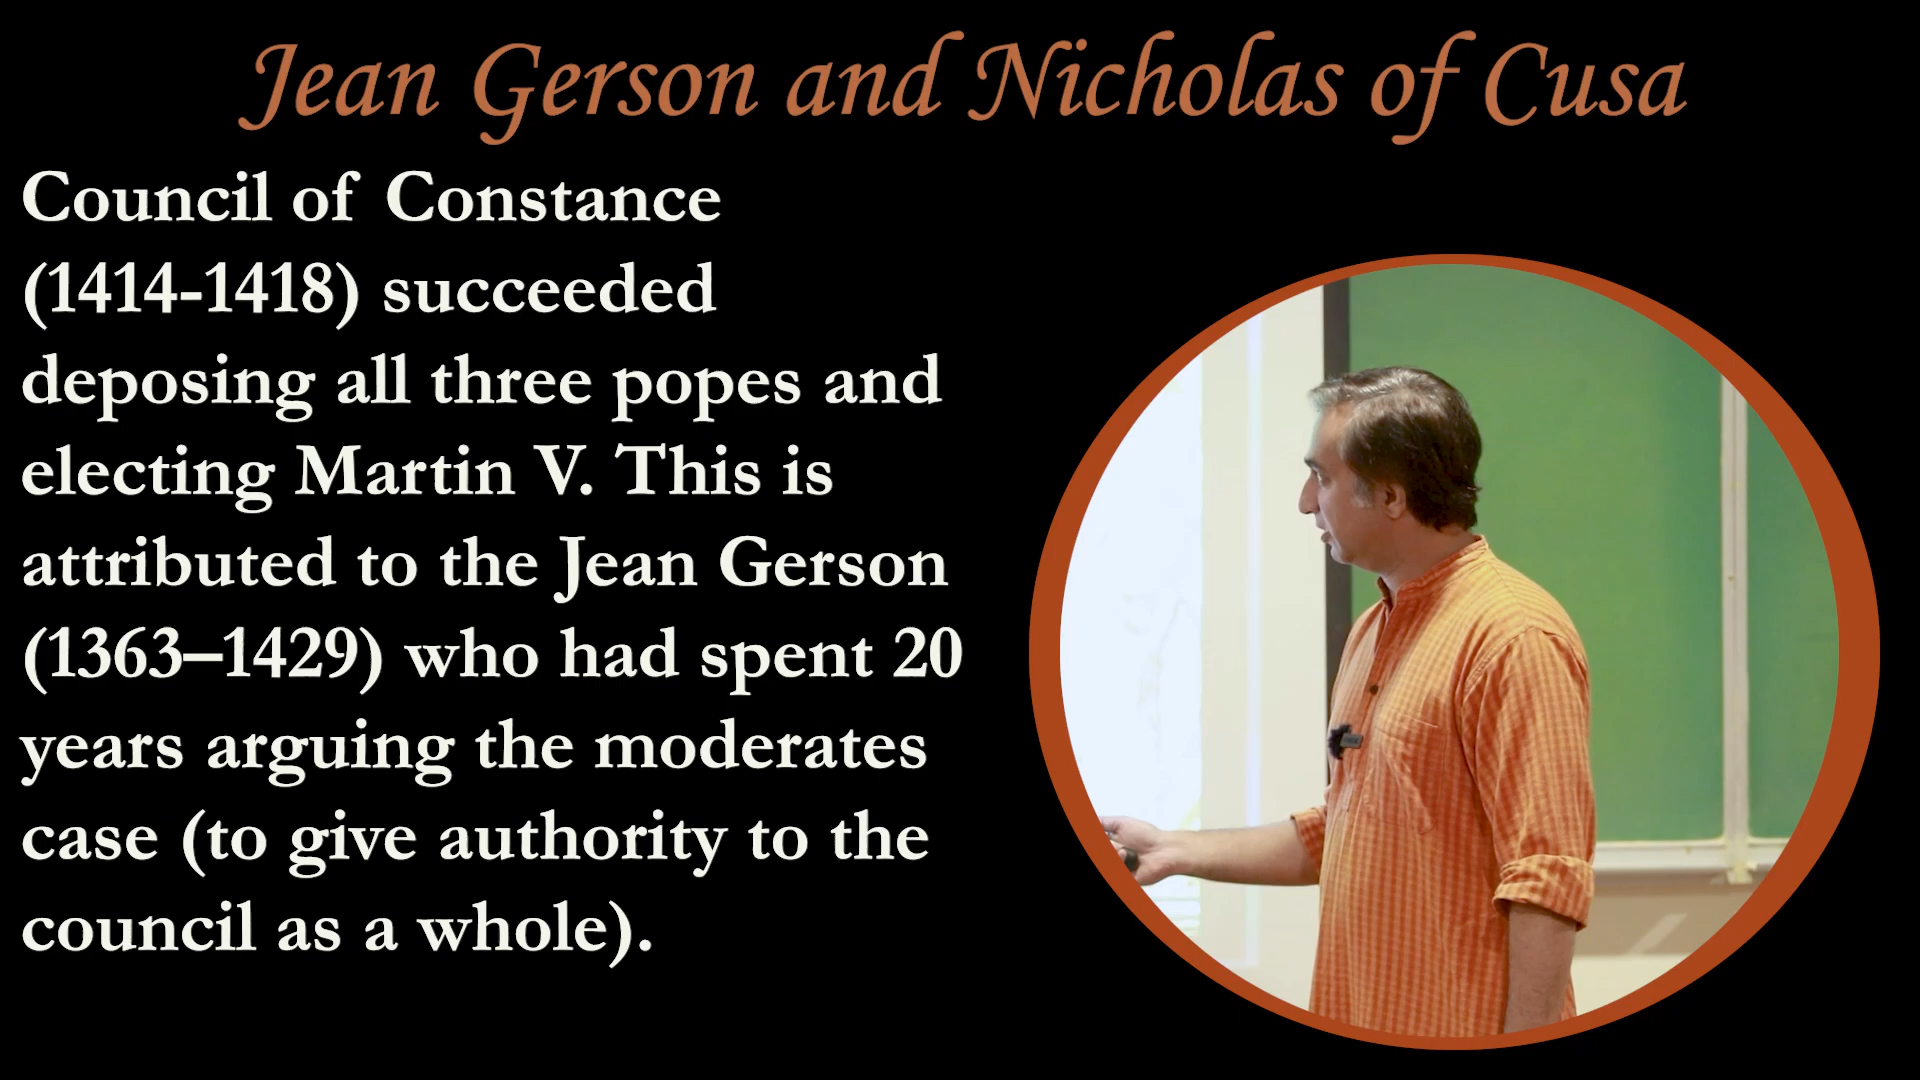 Jean Gerson and Nicholas of Cusa
Council of Constance
(1414-1418) succeeded
deposing all three popes and
electing Martin V. This is
attributed to the Jean Gerson
(1363–1429) who had spent 20
years arguing the moderates
case (to give authority to the
council as a whole).